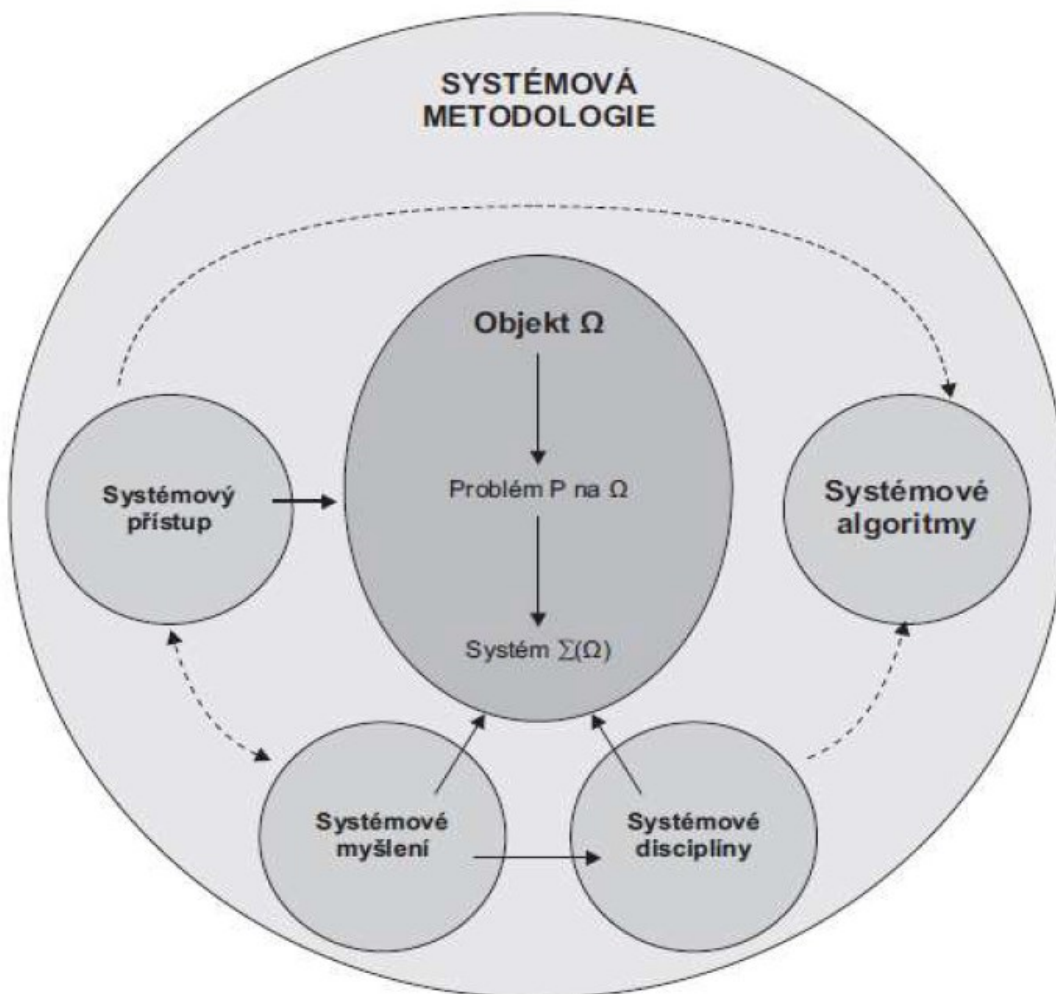 SYSTÉMOVÁ
METODOLOGIE
Objekt Ω
Problém P na Ω
Systém ∑(Ω)
Systémový
přístup
Systémové
algoritmy
Systémové
myšlení
Systémové
disciplíny